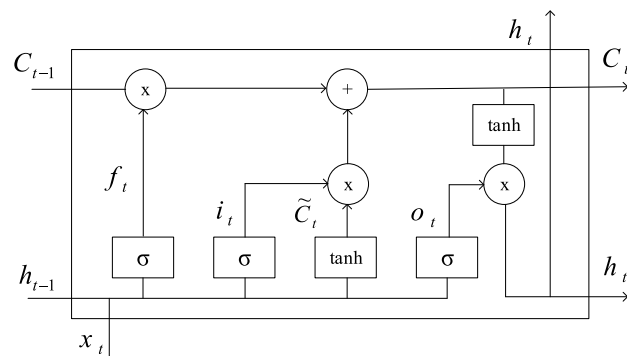 h_t
C_{t-1}
C_t
x
+
tanh
f_t
x
x
i_t
C̃_t
o_t
σ
σ
tanh
σ
h_{t-1}
h_t
x_t